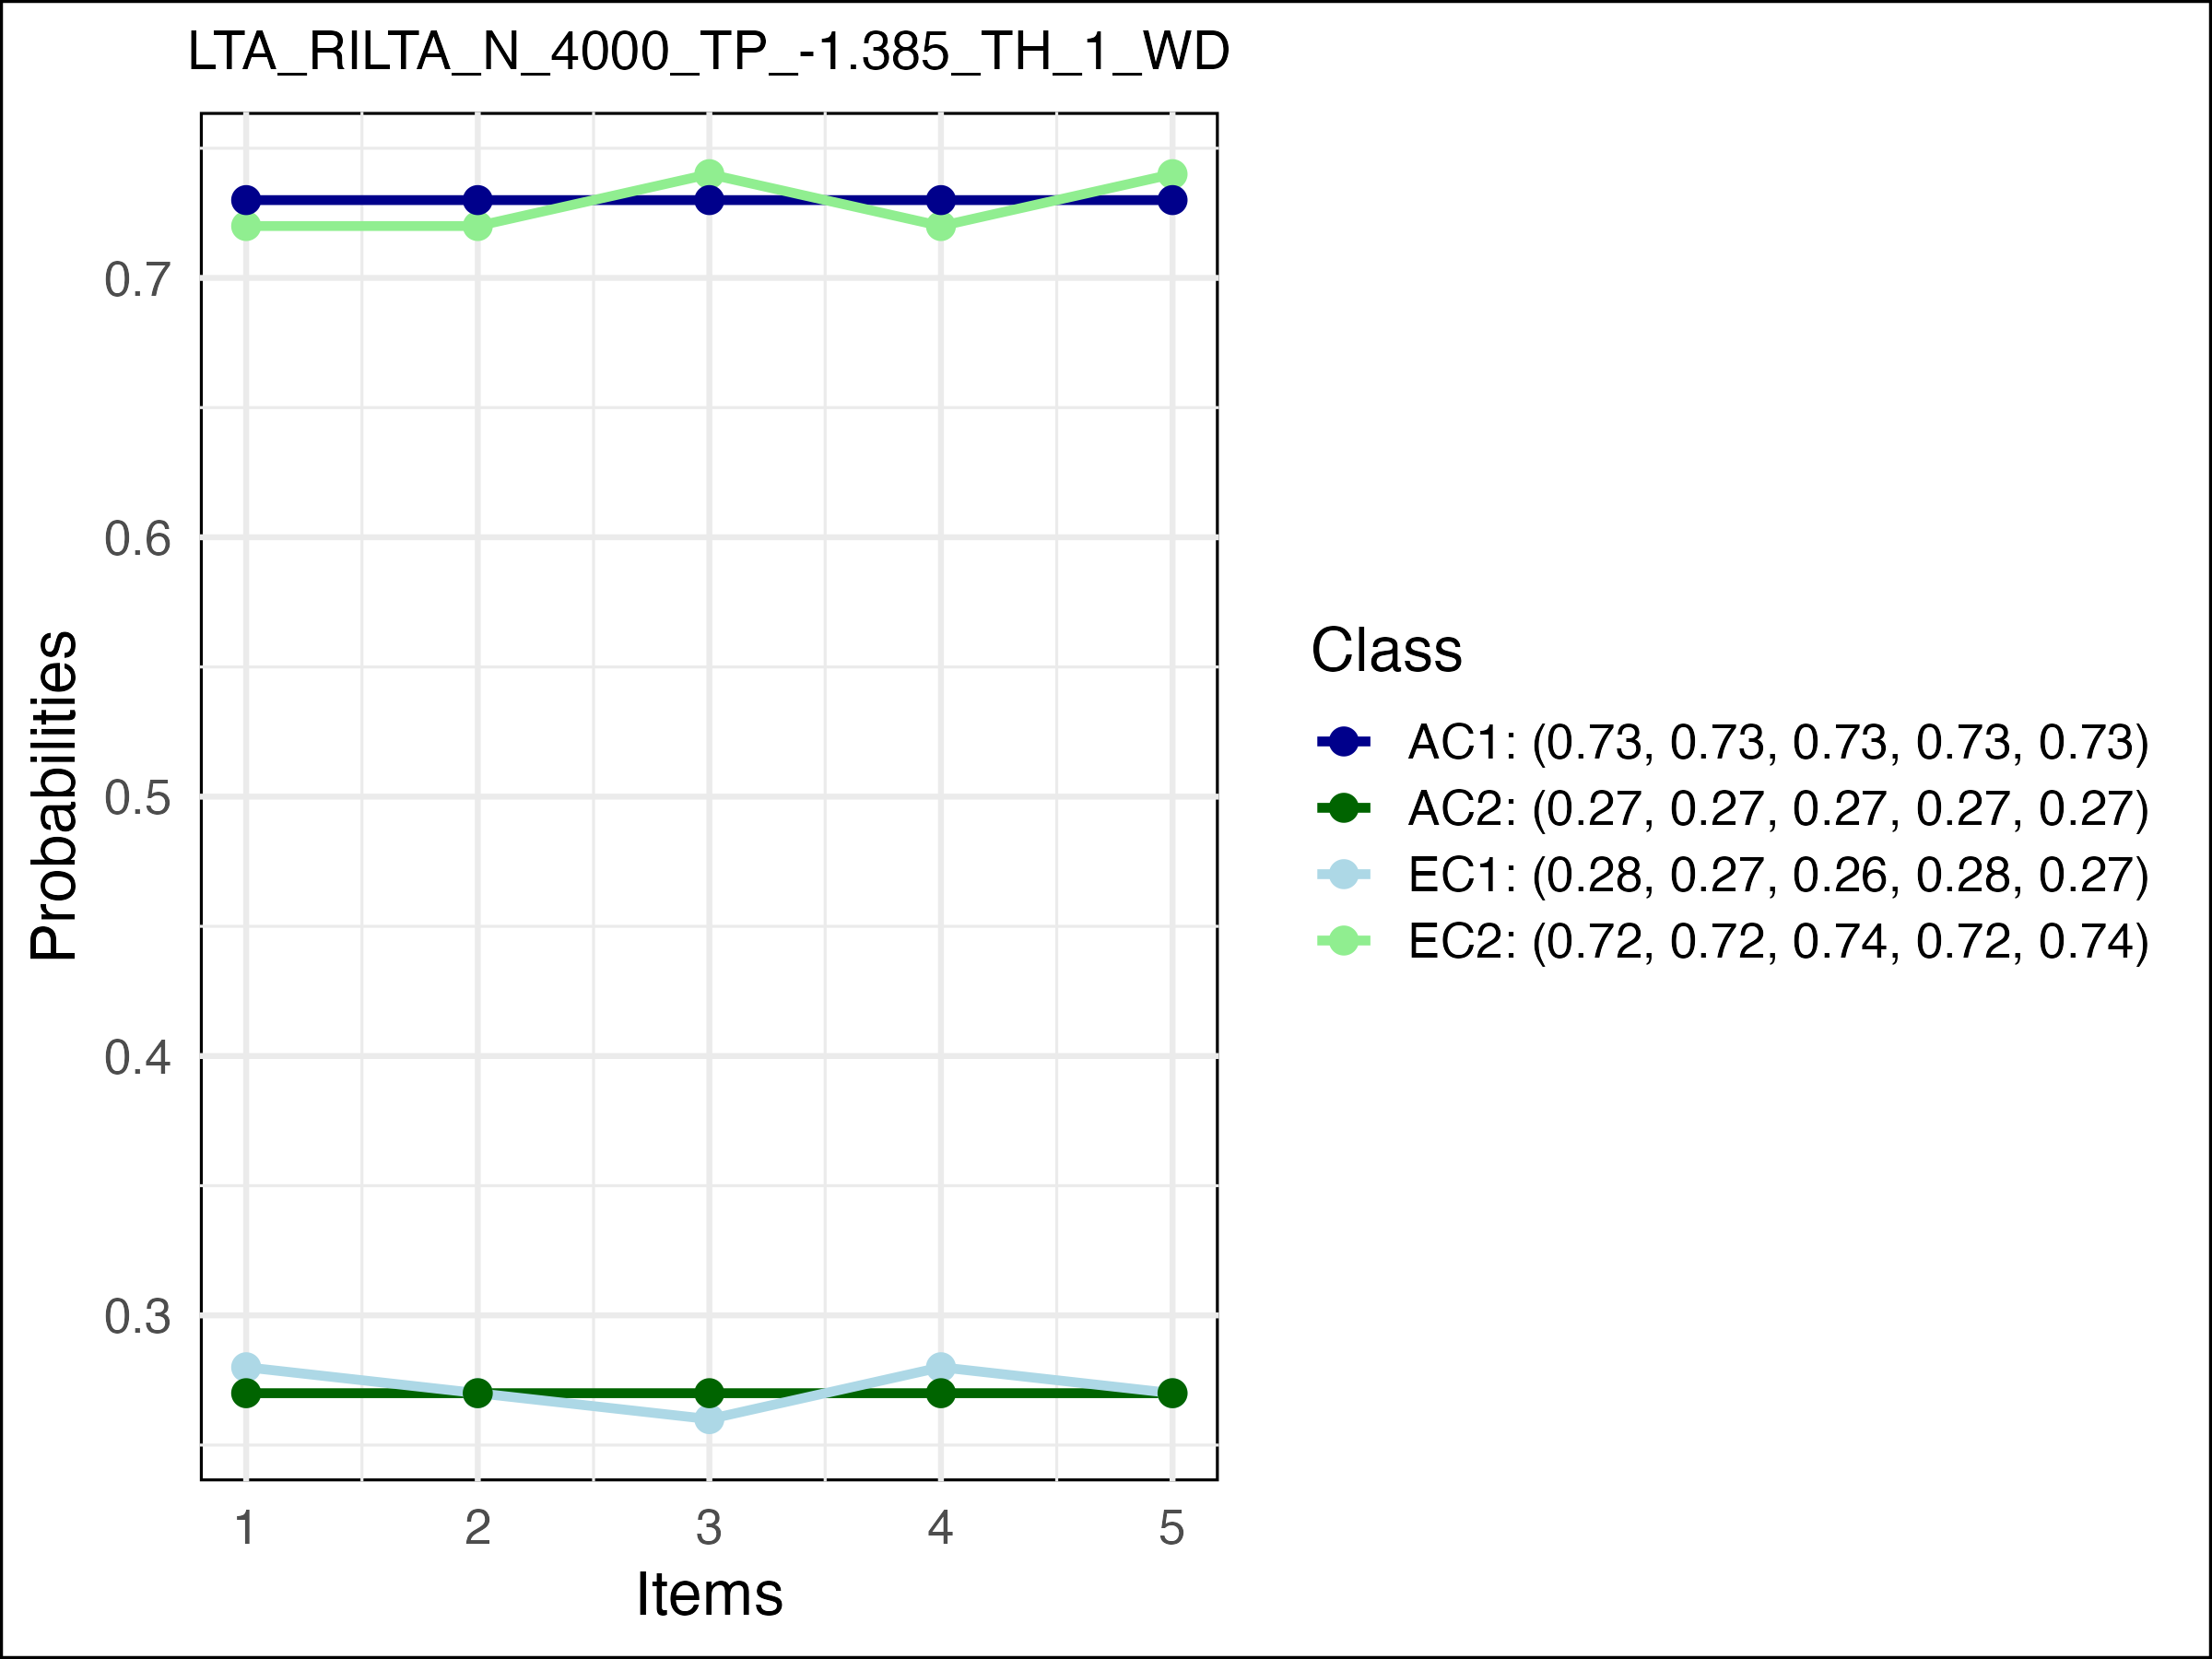 LTA_RILTA_N_4000_TP_-1.385_TH_1_WD
Probabilities
0.7
0.6
0.5
0.4
0.3
1 2 3 4 5
Items
Class
AC1: (0.73, 0.73, 0.73, 0.73, 0.73)
AC2: (0.27, 0.27, 0.27, 0.27, 0.27)
EC1: (0.28, 0.27, 0.26, 0.28, 0.27)
EC2: (0.72, 0.72, 0.74, 0.72, 0.74)